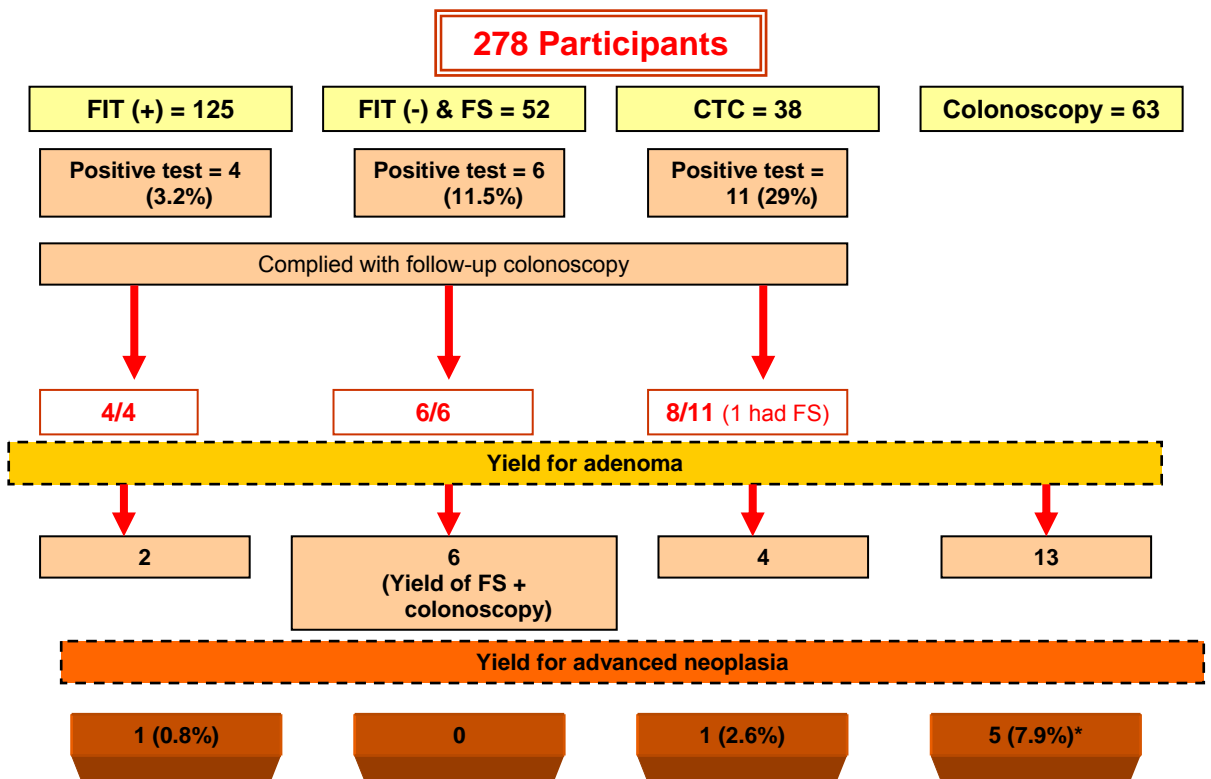 278 Participants
FIT (+) = 125
FIT (-) & FS = 52
CTC = 38
Colonoscopy = 63
Positive test = 4
(3.2%)
Positive test = 6
(11.5%)
Positive test =
11 (29%)
Complied with follow-up colonoscopy
4/4
6/6
8/11 (1 had FS)
Yield for adenoma
2
6
(Yield of FS +
colonoscopy)
4
13
Yield for advanced neoplasia
1 (0.8%)
0
1 (2.6%)
5 (7.9%)*